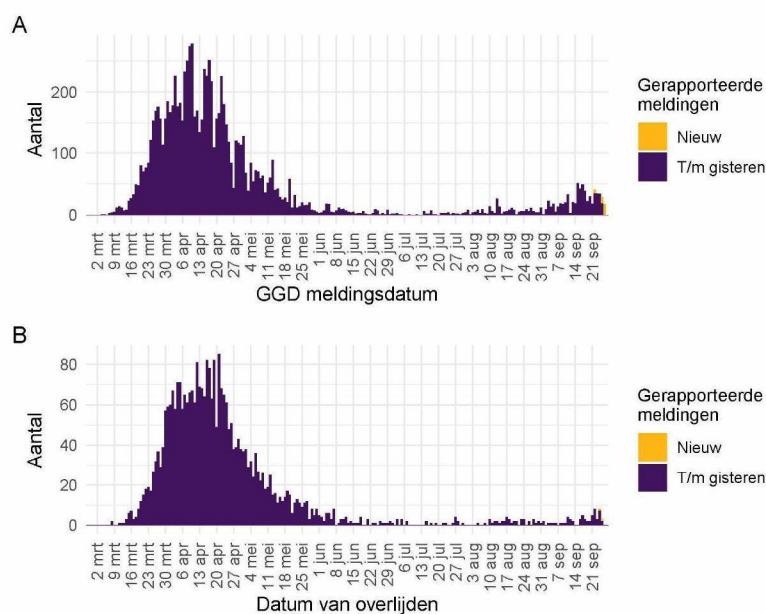 A
Aantal
200
100
0
2 mrt
9 mrt
16 mrt
23 mrt
30 mrt
6 apr
13 apr
20 apr
27 apr
4 mei
11 mei
18 mei
25 mei
1 jun
8 jun
15 jun
22 jun
29 jun
6 jul
13 jul
20 jul
27 jul
3 aug
10 aug
17 aug
24 aug
31 aug
7 sep
14 sep
21 sep
GGD meldingsdatum
Gerapporteerde
meldingen
Nieuw
T/m gisteren
B
Aantal
80
60
40
20
0
2 mrt
9 mrt
16 mrt
23 mrt
30 mrt
6 apr
13 apr
20 apr
27 apr
4 mei
11 mei
18 mei
25 mei
1 jun
8 jun
15 jun
22 jun
29 jun
6 jul
13 jul
20 jul
27 jul
3 aug
10 aug
17 aug
24 aug
31 aug
7 sep
14 sep
21 sep
Datum van overlijden
Gerapporteerde
meldingen
Nieuw
T/m gisteren